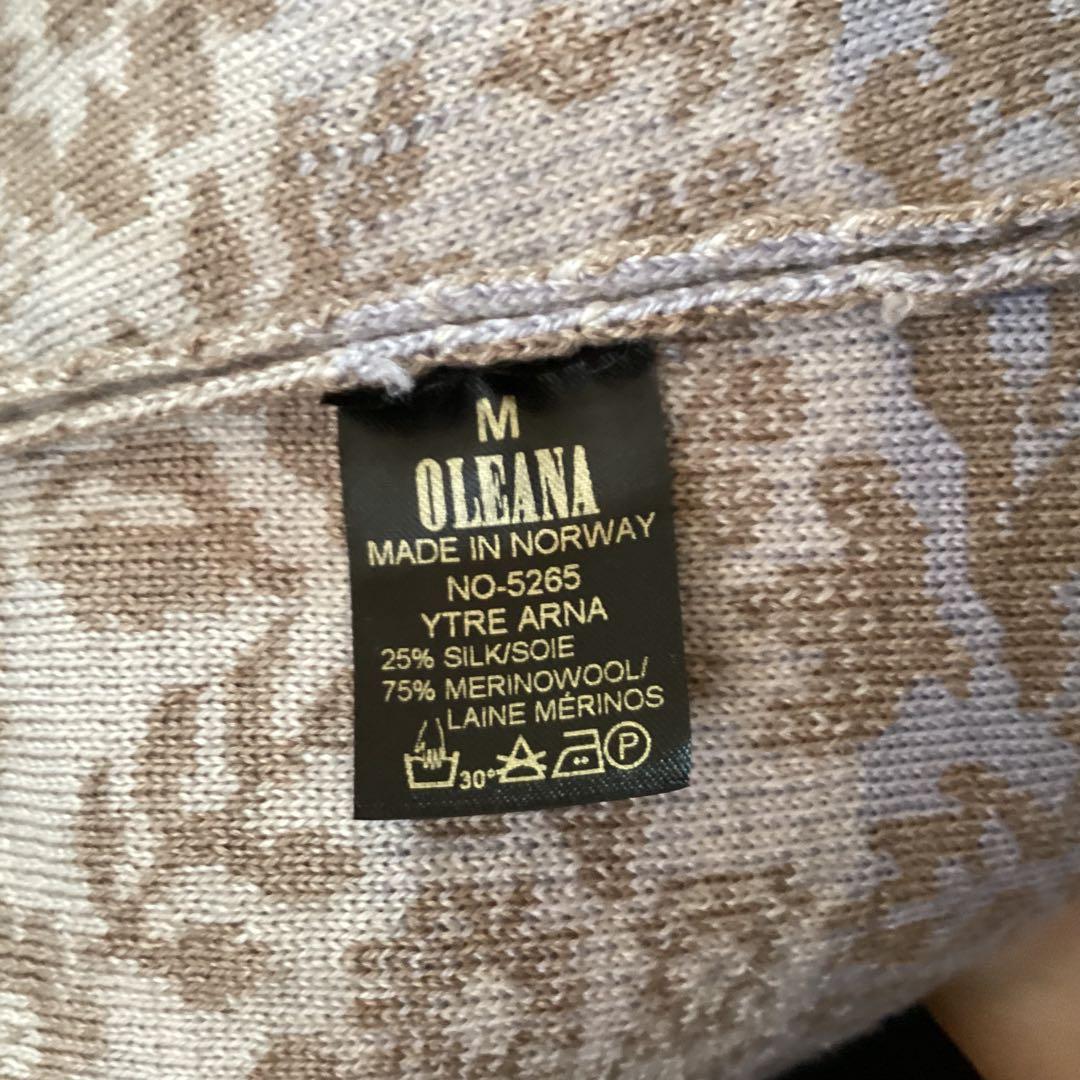 M
OLEANA
MADE IN NORWAY
NO-5265
YTRE ARNA
25% SILK/SOIE
75% MERINOWOOL/
LAINE MÉRINOS
30° P